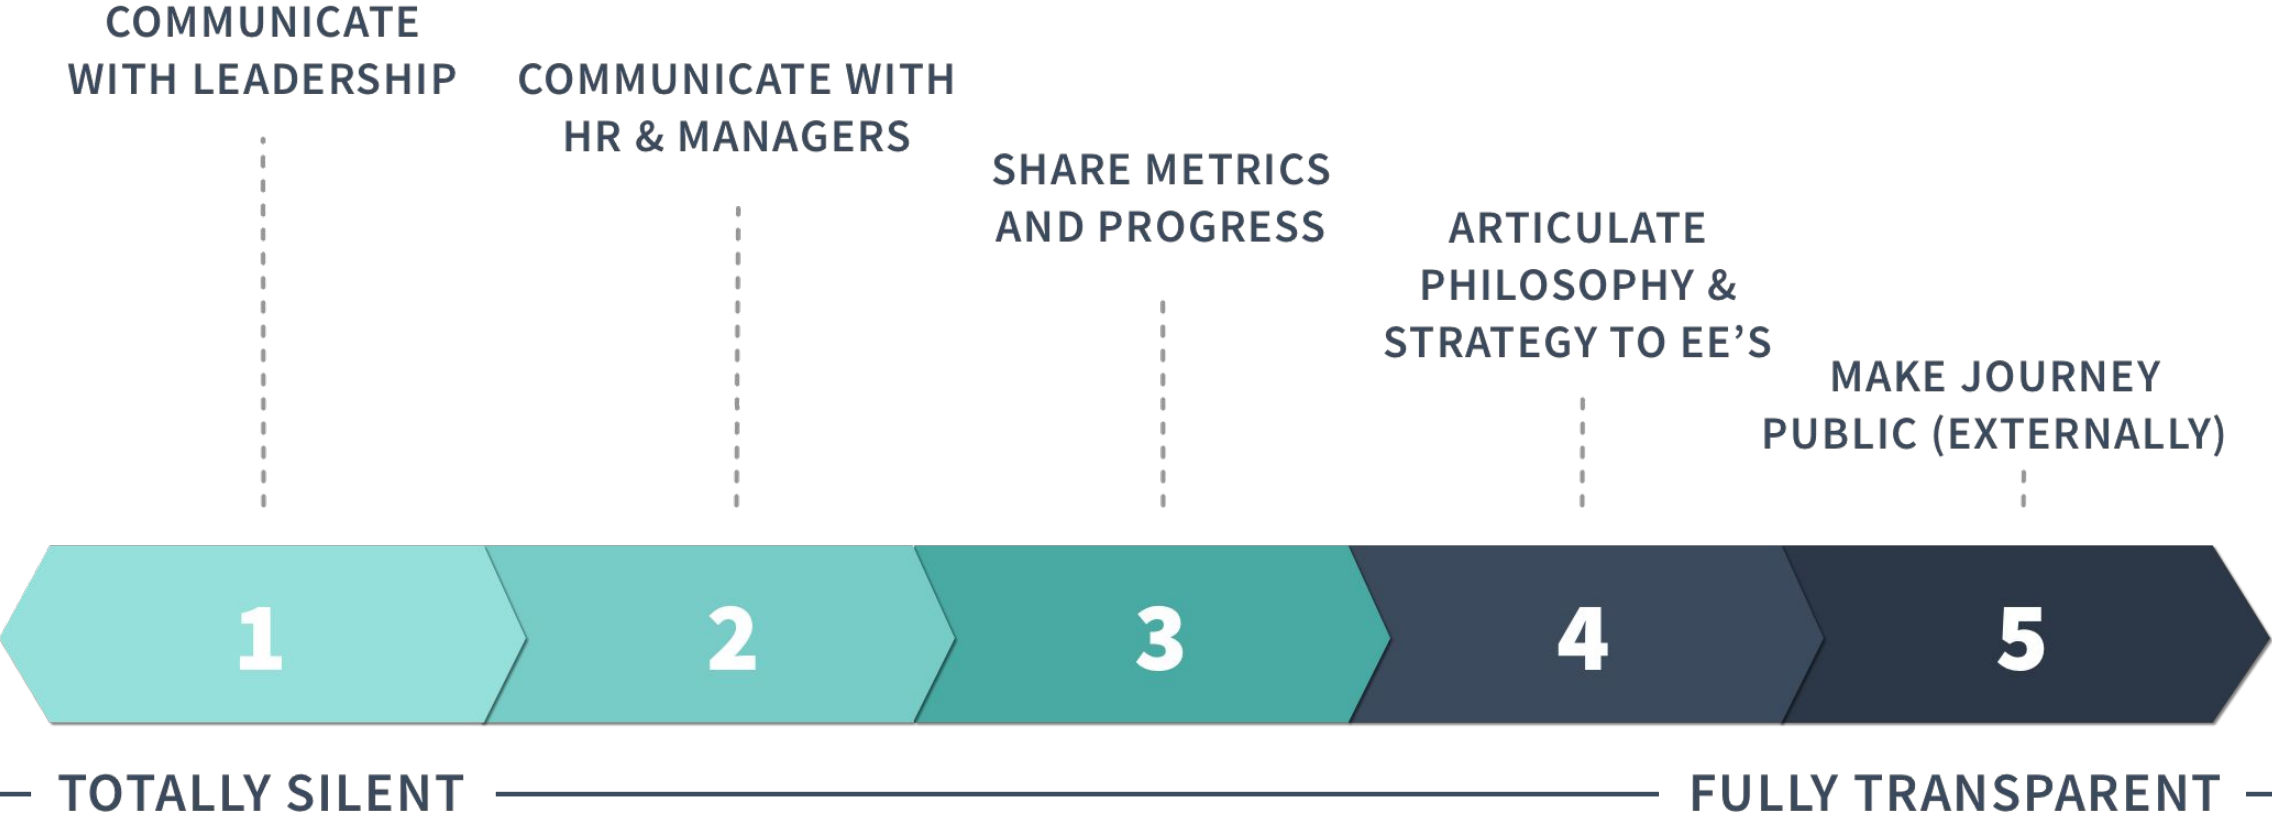 COMMUNICATE
WITH LEADERSHIP
COMMUNICATE WITH
HR & MANAGERS
SHARE METRICS
AND PROGRESS
ARTICULATE
PHILOSOPHY &
STRATEGY TO EE’S
MAKE JOURNEY
PUBLIC (EXTERNALLY)
1
2
3
4
5
TOTALLY SILENT
FULLY TRANSPARENT